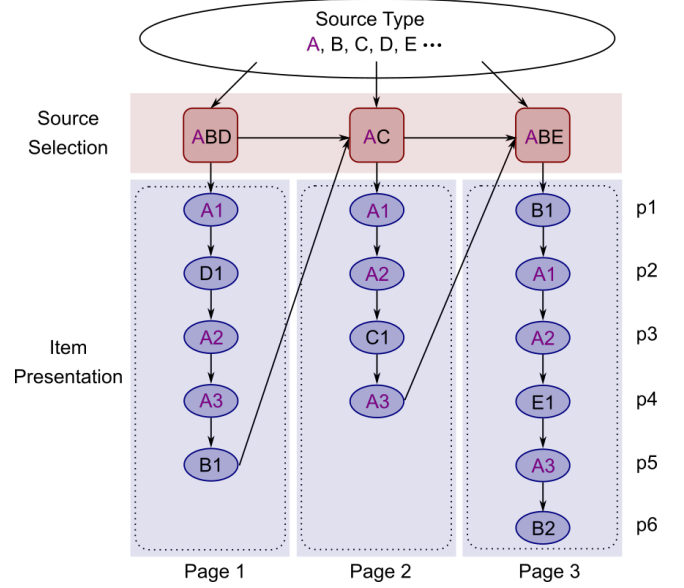 Source Type
A, B, C, D, E •••
Source
Selection
ABD
AC
ABE
Item
Presentation
A1
A1
B1
p1
D1
A2
A1
p2
A2
C1
A2
p3
A3
A3
E1
p4
B1
A3
p5
B2
p6
Page 1
Page 2
Page 3